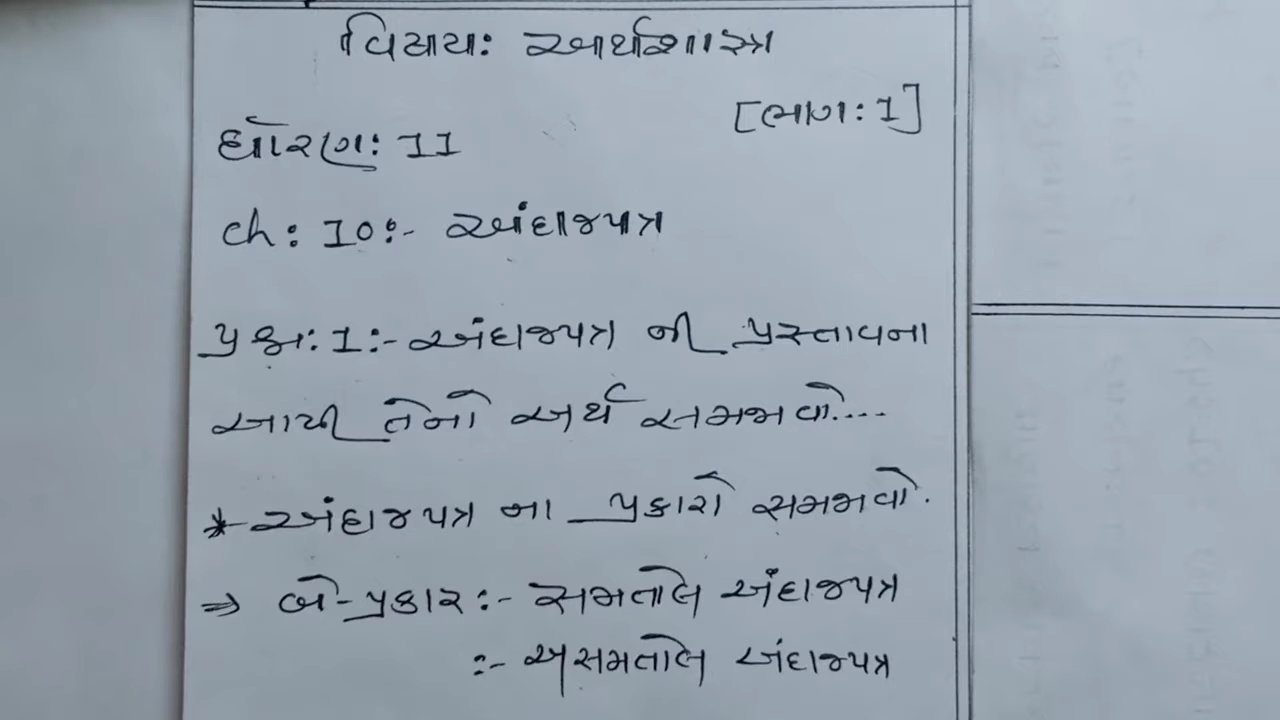 વિષય: અર્થશાસ્ત્ર
[ભાગ: 1]
ધોરણ: 11
ch: 10:- અંદાજપત્ર
પ્રશ્ન: 1:- અંદાજપત્ર ની પ્રસ્તાવના
આપી તેનો અર્થ સમજાવો....
* અંદાજપત્ર ના પ્રકારો સમજાવો.
⇒ બે-પ્રકાર :- સમતોલ અંદાજપત્ર
:- અસમતોલ અંદાજપત્ર